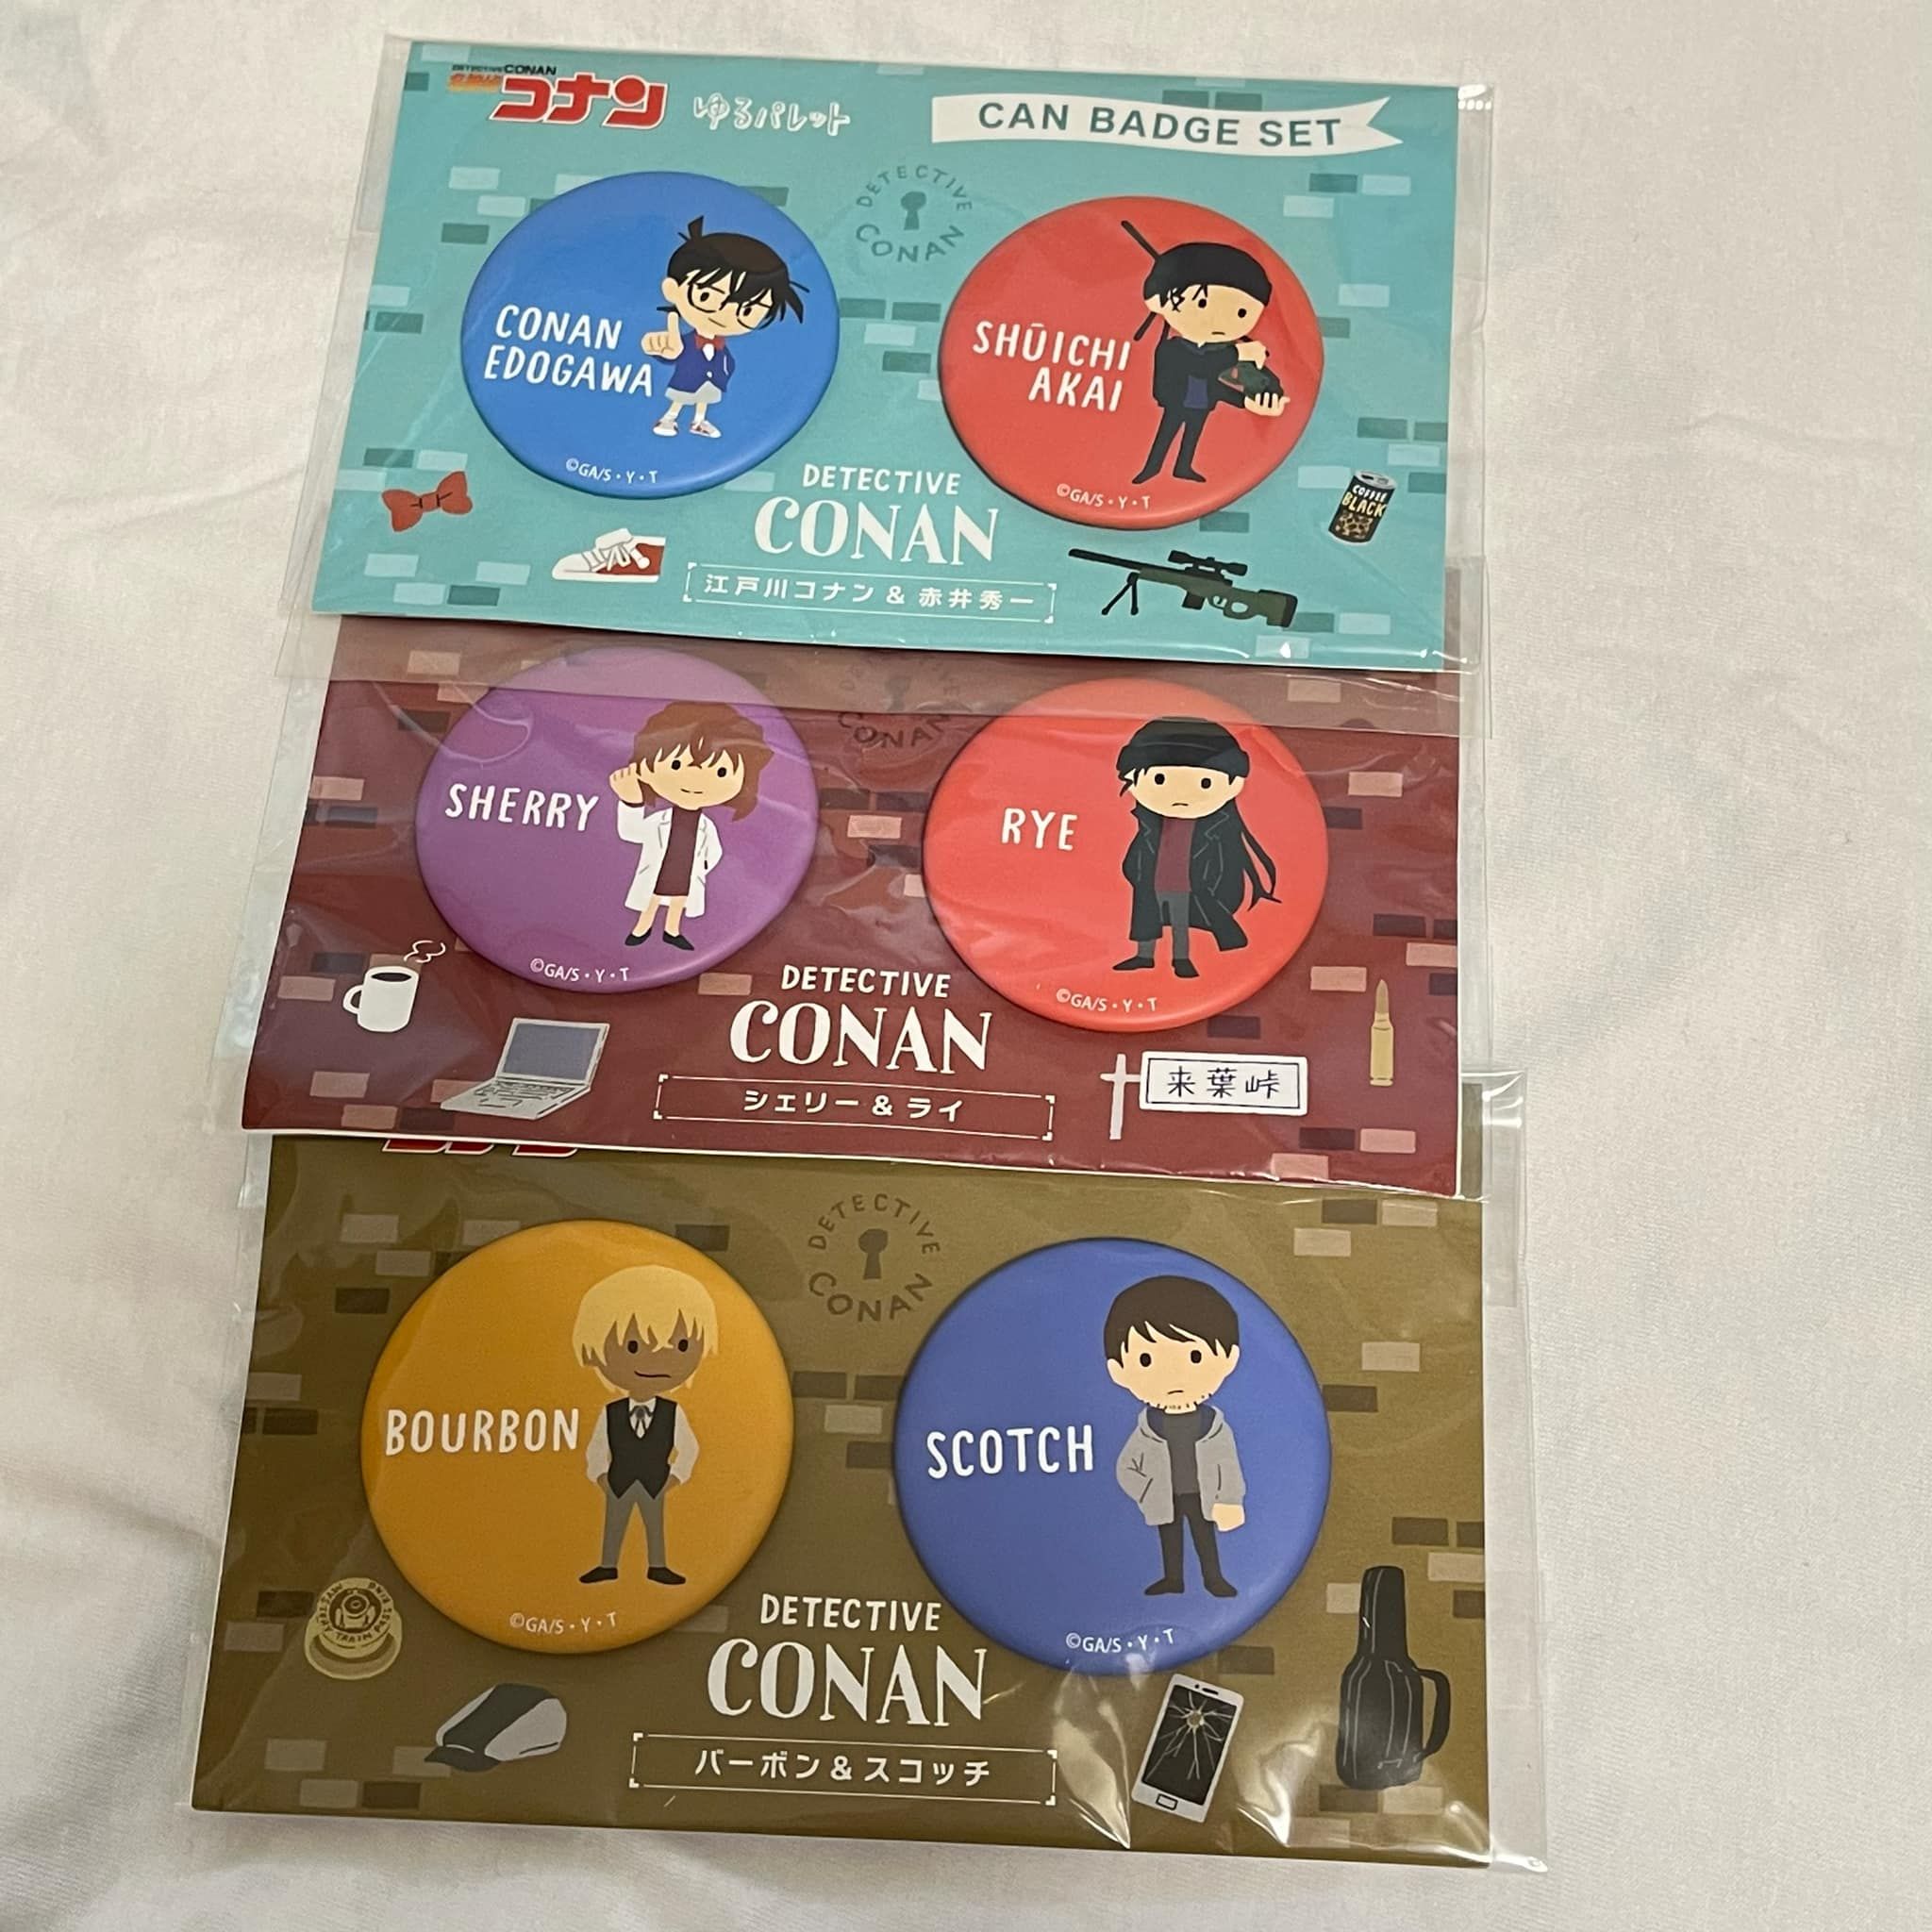 DETECTIVE CONAN
コナン
ゆるパレット
CAN BADGE SET
DETECTIVE
CONAN
CONAN
EDOGAWA
©GA/S・Y・T
SHŪICHI
AKAI
©GA/S・Y・T
COFFEE
BLACK
DETECTIVE
CONAN
江戸川コナン & 赤井秀一
CONAN
SHERRY
©GA/S・Y・T
RYE
©GA/S・Y・T
DETECTIVE
CONAN
シェリー & ライ
来葉峠
DETECTIVE
CONAN
BOURBON
©GA/S・Y・T
SCOTCH
©GA/S・Y・T
DETECTIVE
CONAN
バーボン & スコッチ